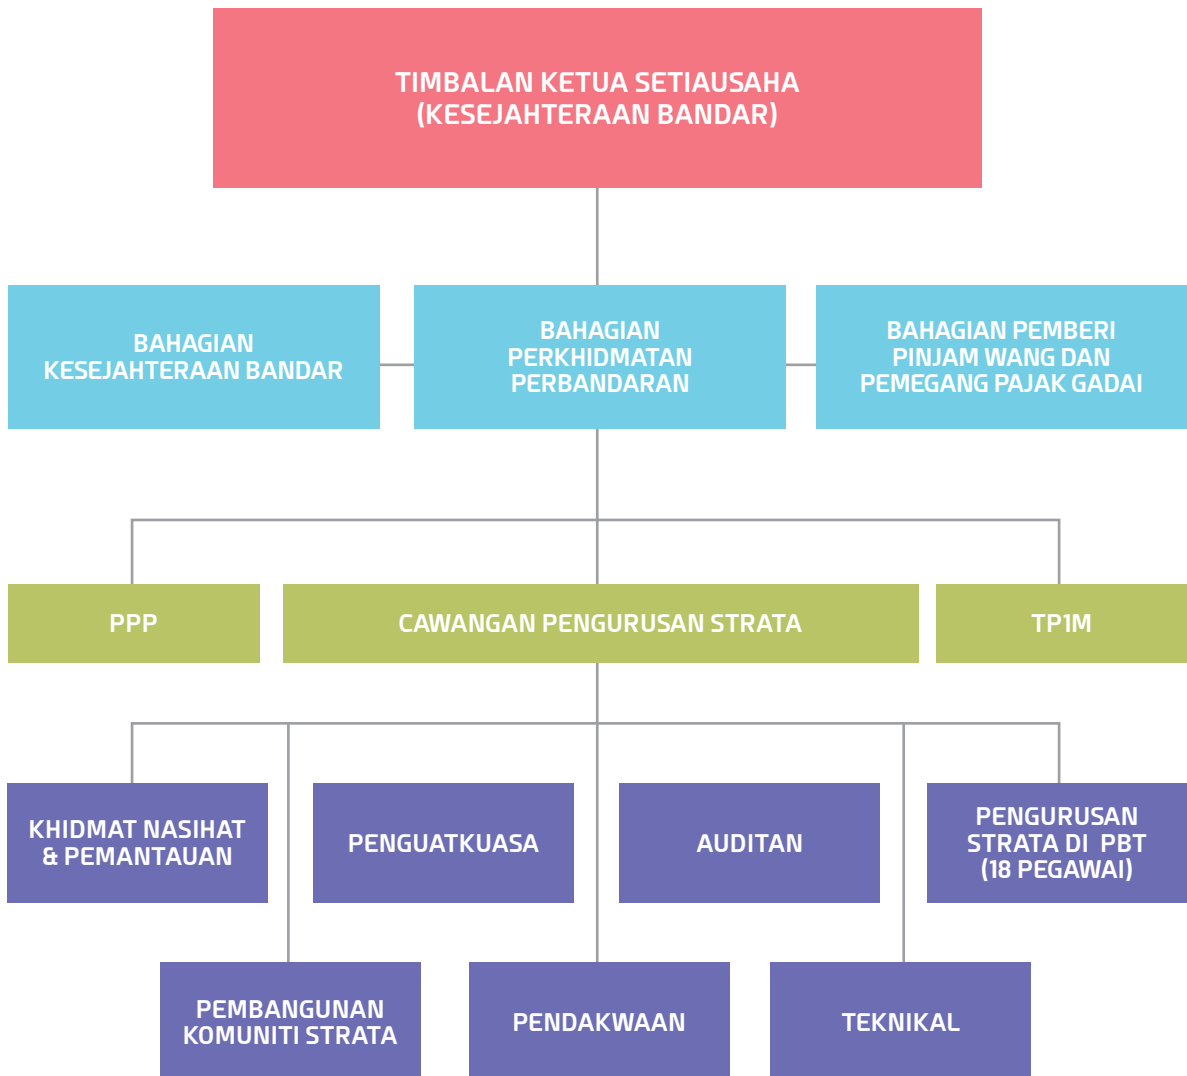 TIMBALAN KETUA SETIAUSAHA
(KESEJAHTERAAN BANDAR)
BAHAGIAN
KESEJAHTERAAN BANDAR
BAHAGIAN
PERKHIDMATAN
PERBANDARAN
BAHAGIAN PEMBERI
PINJAM WANG DAN
PEMEGANG PAJAK GADAI
PPP
CAWANGAN PENGURUSAN STRATA
TP1M
KHIDMAT NASIHAT
& PEMANTAUAN
PENGUATKUASA
AUDITAN
PENGURUSAN
STRATA DI PBT
(18 PEGAWAI)
PEMBANGUNAN
KOMUNITI STRATA
PENDAKWAAN
TEKNIKAL